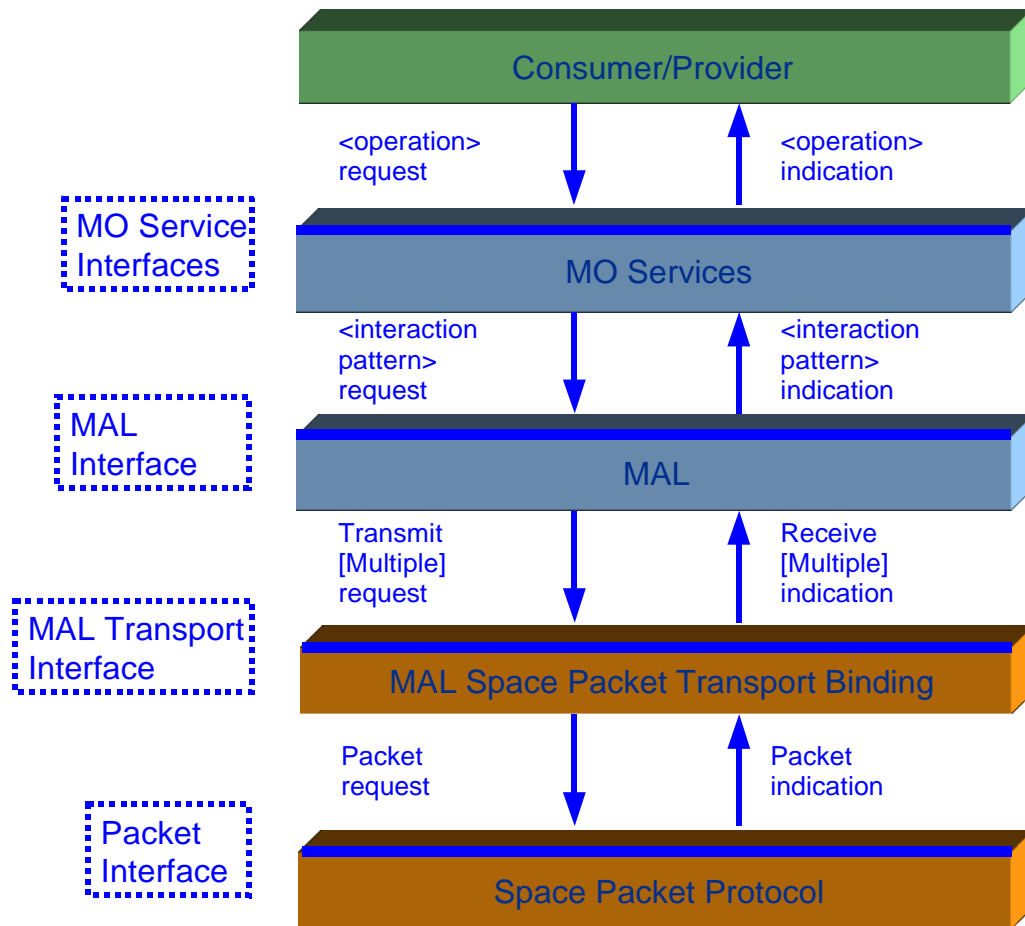 Consumer/Provider
<operation>
request
<operation>
indication
MO Service
Interfaces
MO Services
<interaction
pattern>
request
<interaction
pattern>
indication
MAL
Interface
MAL
Transmit
[Multiple]
request
Receive
[Multiple]
indication
MAL Transport
Interface
MAL Space Packet Transport Binding
Packet
request
Packet
indication
Packet
Interface
Space Packet Protocol